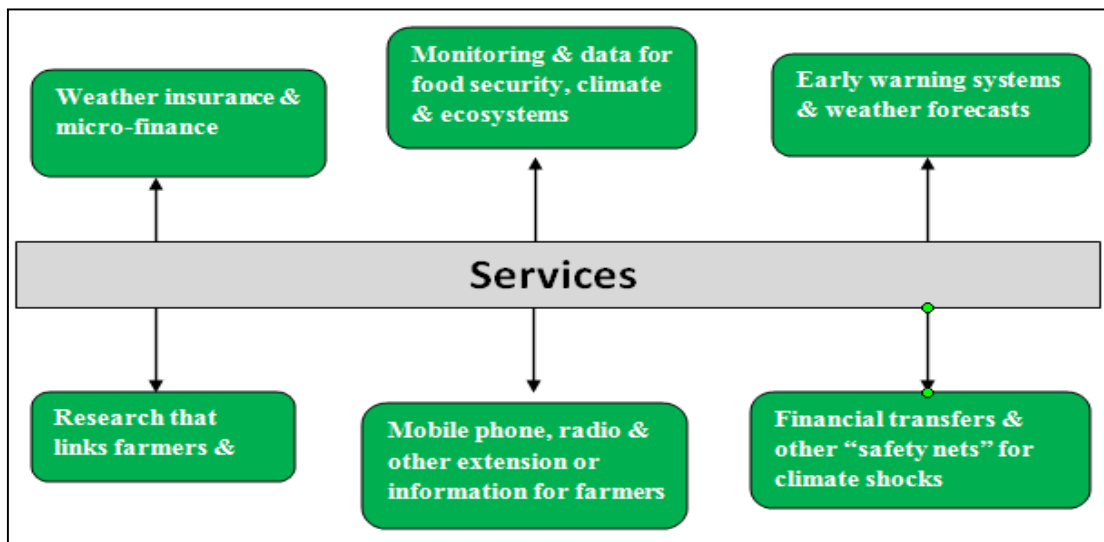 Weather insurance &
micro-finance
Monitoring & data for
food security, climate
& ecosystems
Early warning systems
& weather forecasts
Services
Research that
links farmers &
Mobile phone, radio &
other extension or
information for farmers
Financial transfers &
other “safety nets” for
climate shocks